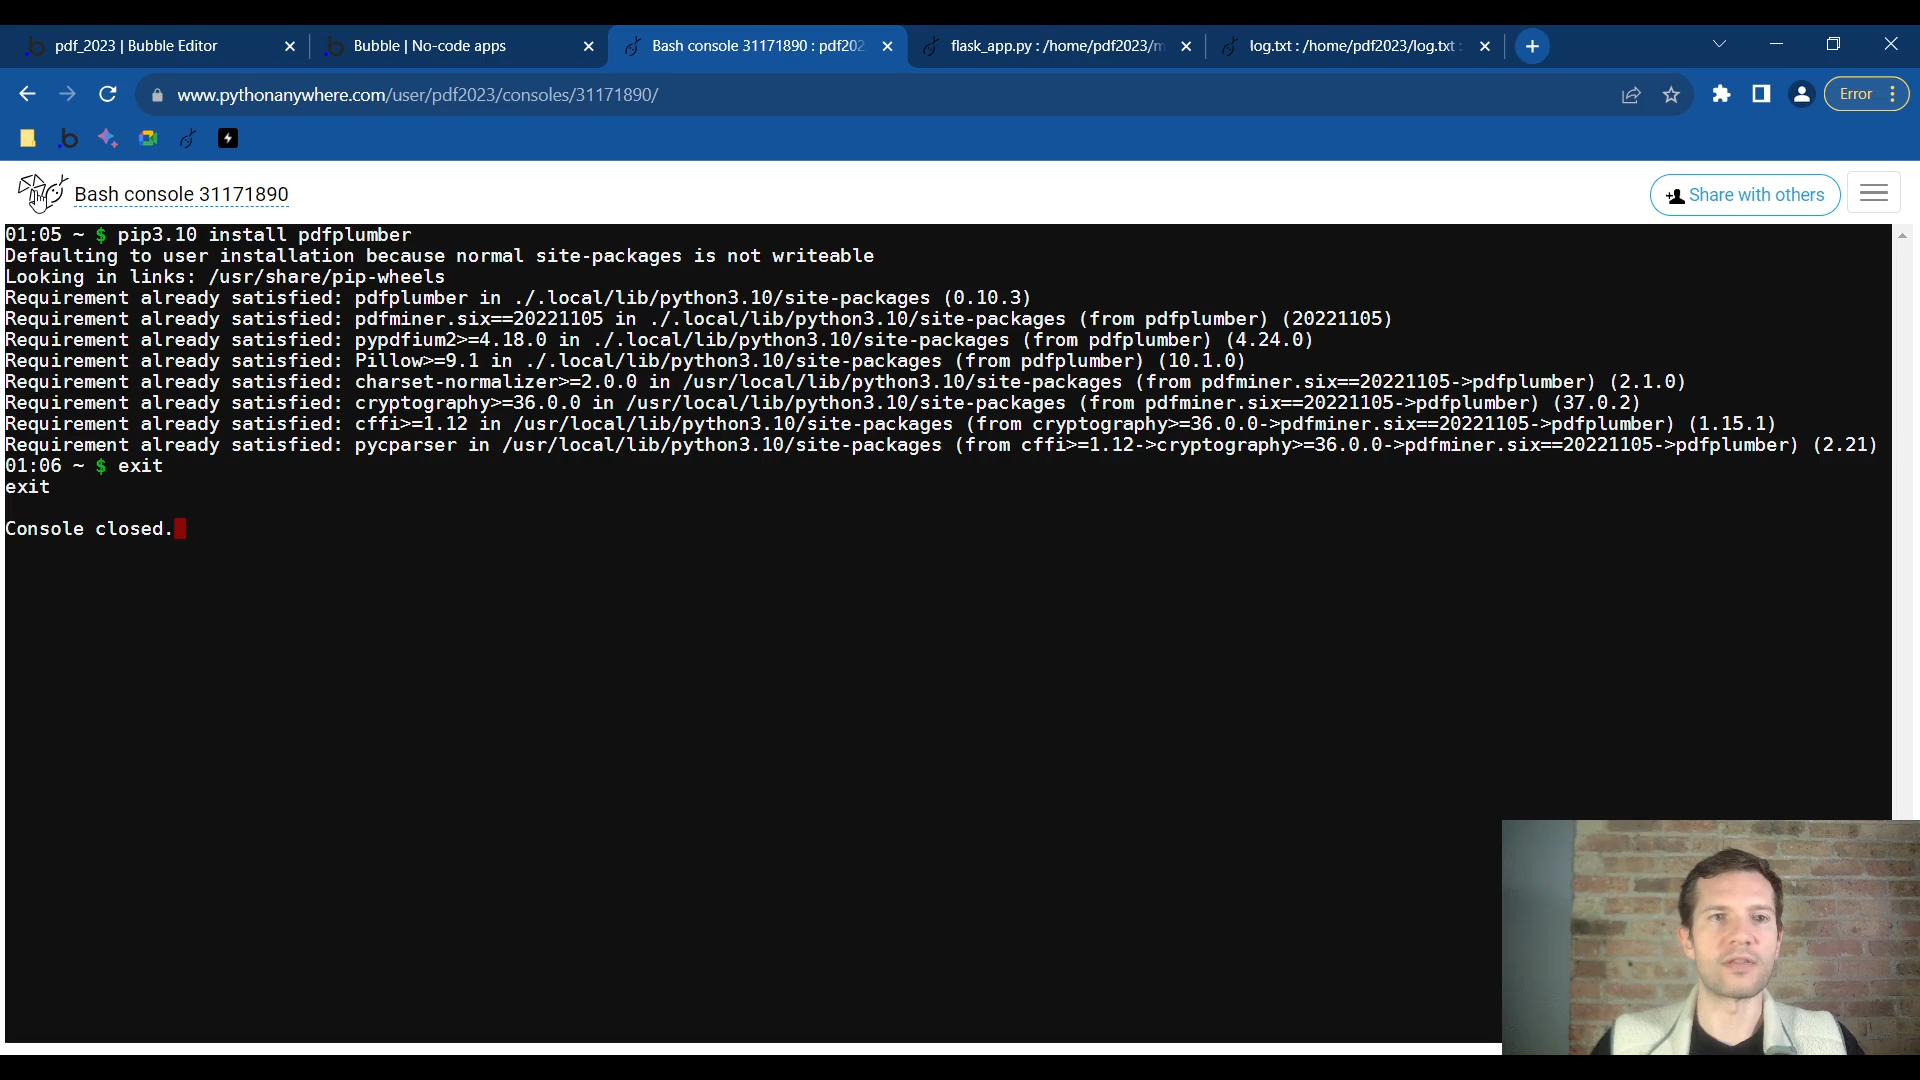 pdf_2023 | Bubble Editor
Bubble | No-code apps
Bash console 31171890 : pdf202
flask_app.py : /home/pdf2023/m
log.txt : /home/pdf2023/log.txt :
www.pythonanywhere.com/user/pdf2023/consoles/31171890/
Error
Bash console 31171890
Share with others
01:05 ~ $ pip3.10 install pdfplumber
Defaulting to user installation because normal site-packages is not writeable
Looking in links: /usr/share/pip-wheels
Requirement already satisfied: pdfplumber in ./.local/lib/python3.10/site-packages (0.10.3)
Requirement already satisfied: pdfminer.six==20221105 in ./.local/lib/python3.10/site-packages (from pdfplumber) (20221105)
Requirement already satisfied: pypdfium2>=4.18.0 in ./.local/lib/python3.10/site-packages (from pdfplumber) (4.24.0)
Requirement already satisfied: Pillow>=9.1 in ./.local/lib/python3.10/site-packages (from pdfplumber) (10.1.0)
Requirement already satisfied: charset-normalizer>=2.0.0 in /usr/local/lib/python3.10/site-packages (from pdfminer.six==20221105->pdfplumber) (2.1.0)
Requirement already satisfied: cryptography>=36.0.0 in /usr/local/lib/python3.10/site-packages (from pdfminer.six==20221105->pdfplumber) (37.0.2)
Requirement already satisfied: cffi>=1.12 in /usr/local/lib/python3.10/site-packages (from cryptography>=36.0.0->pdfminer.six==20221105->pdfplumber) (1.15.1)
Requirement already satisfied: pycparser in /usr/local/lib/python3.10/site-packages (from cffi>=1.12->cryptography>=36.0.0->pdfminer.six==20221105->pdfplumber) (2.21)
01:06 ~ $ exit
exit
Console closed.